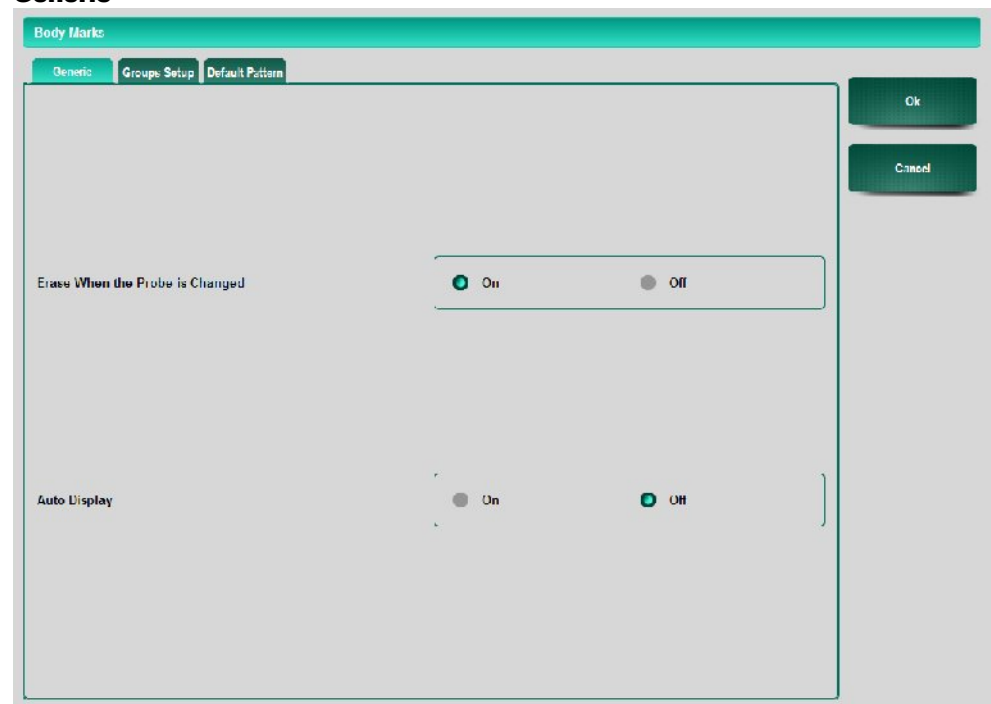 Generic
Body Marks
Generic Groups Setup Default Pattern
Ok
Cancel
Erase When the Probe is Changed
On Off
Auto Display
On Off